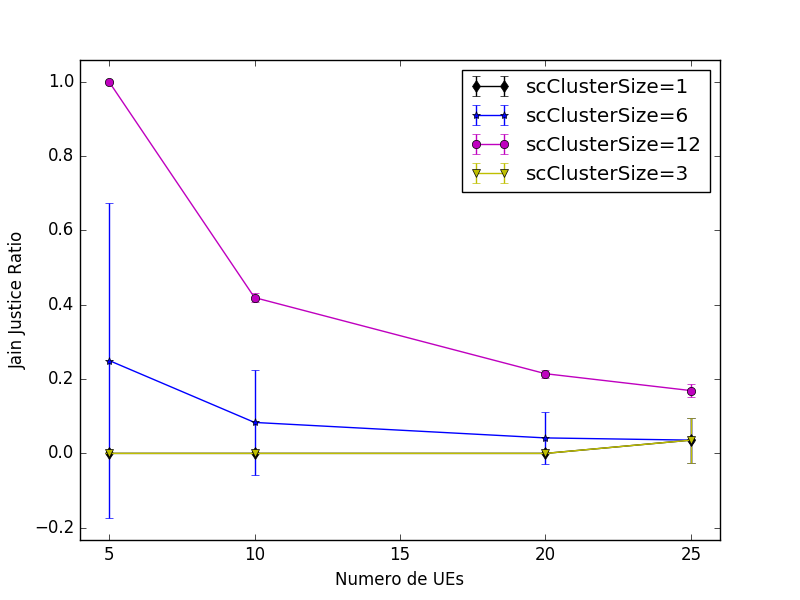 scClusterSize=1
scClusterSize=6
scClusterSize=12
scClusterSize=3
1.0
0.8
0.6
0.4
0.2
0.0
−0.2
Jain Justice Ratio
5 10 15 20 25
Numero de UEs